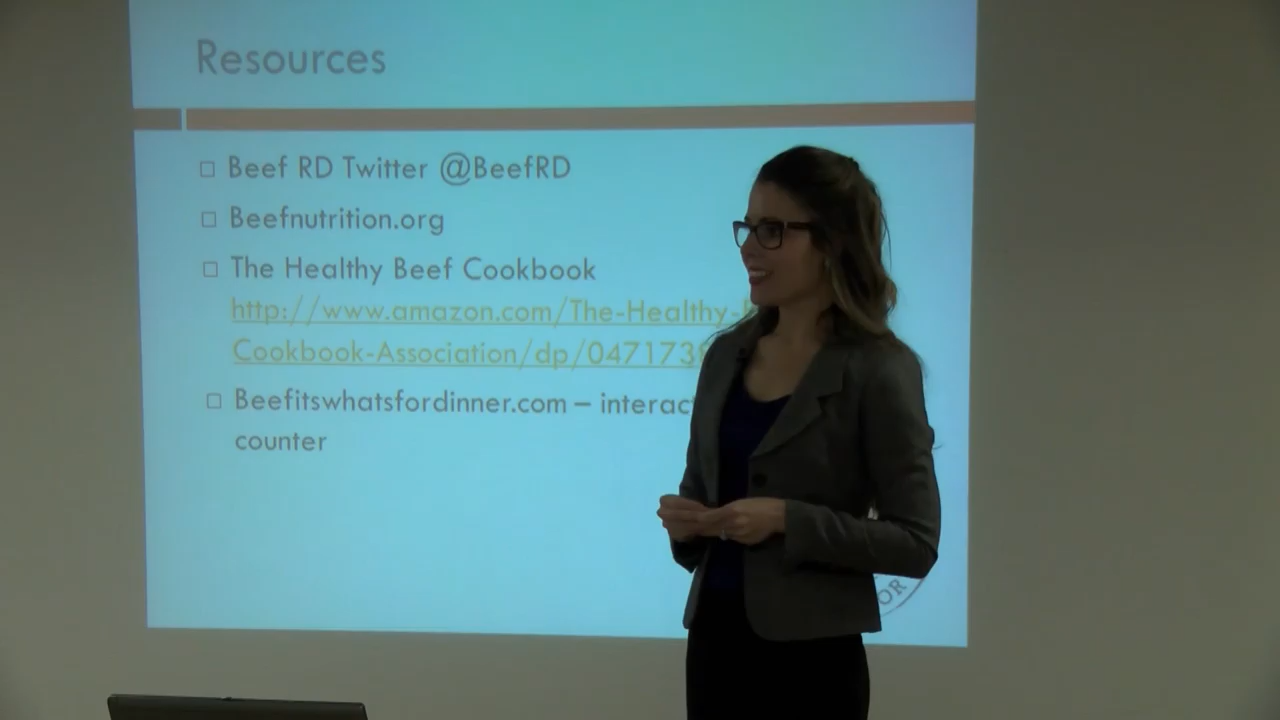 Resources
Beef RD Twitter @BeefRD
Beefnutrition.org
The Healthy Beef Cookbook
http://www.amazon.com/The-Healthy-
Cookbook-Association/dp/047173
Beefitswhatsfordinner.com – interac
counter
OR